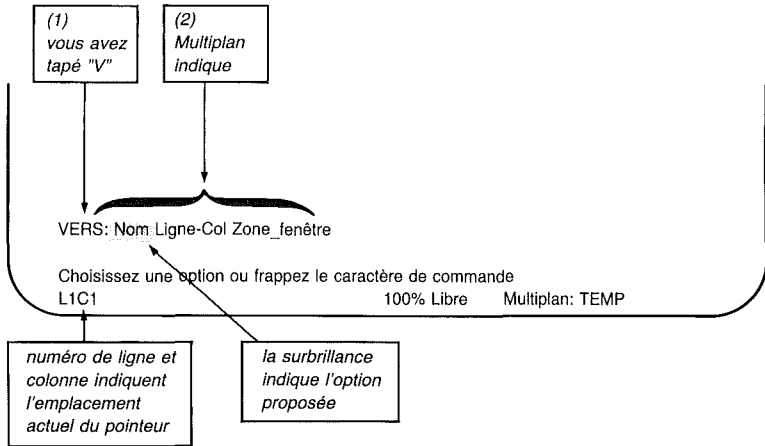 (1)
vous avez
tapé "V"
(2)
Multiplan
indique
VERS: Nom Ligne-Col Zone_fenêtre
Choisissez une option ou frappez le caractère de commande
L1C1 100% Libre Multiplan: TEMP
numéro de ligne et
colonne indiquent
l'emplacement
actuel du pointeur
la surbrillance
indique l'option
proposée